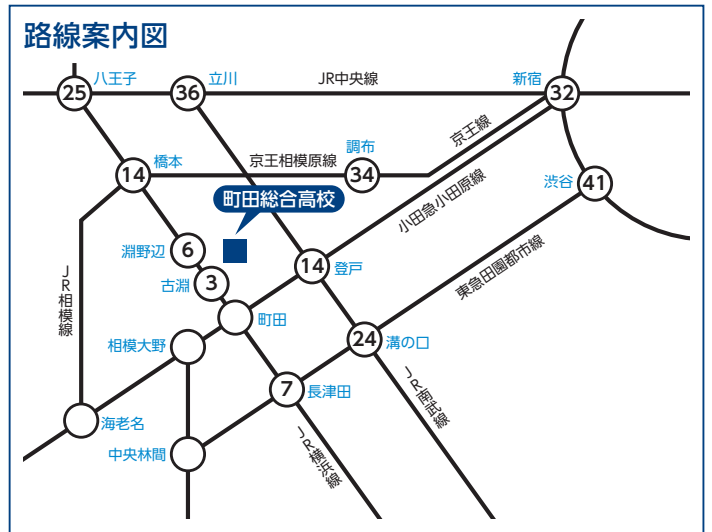 路線案内図
八王子
25
立川
36
JR中央線
新宿
32
京王線
調布
34
橋本
14
京王相模原線
渋谷
41
町田総合高校
小田急小田原線
淵野辺
6
14
登戸
東急田園都市線
古淵
3
JR相模線
町田
相模大野
24
溝の口
7
長津田
JR南武線
海老名
中央林間
JR横浜線